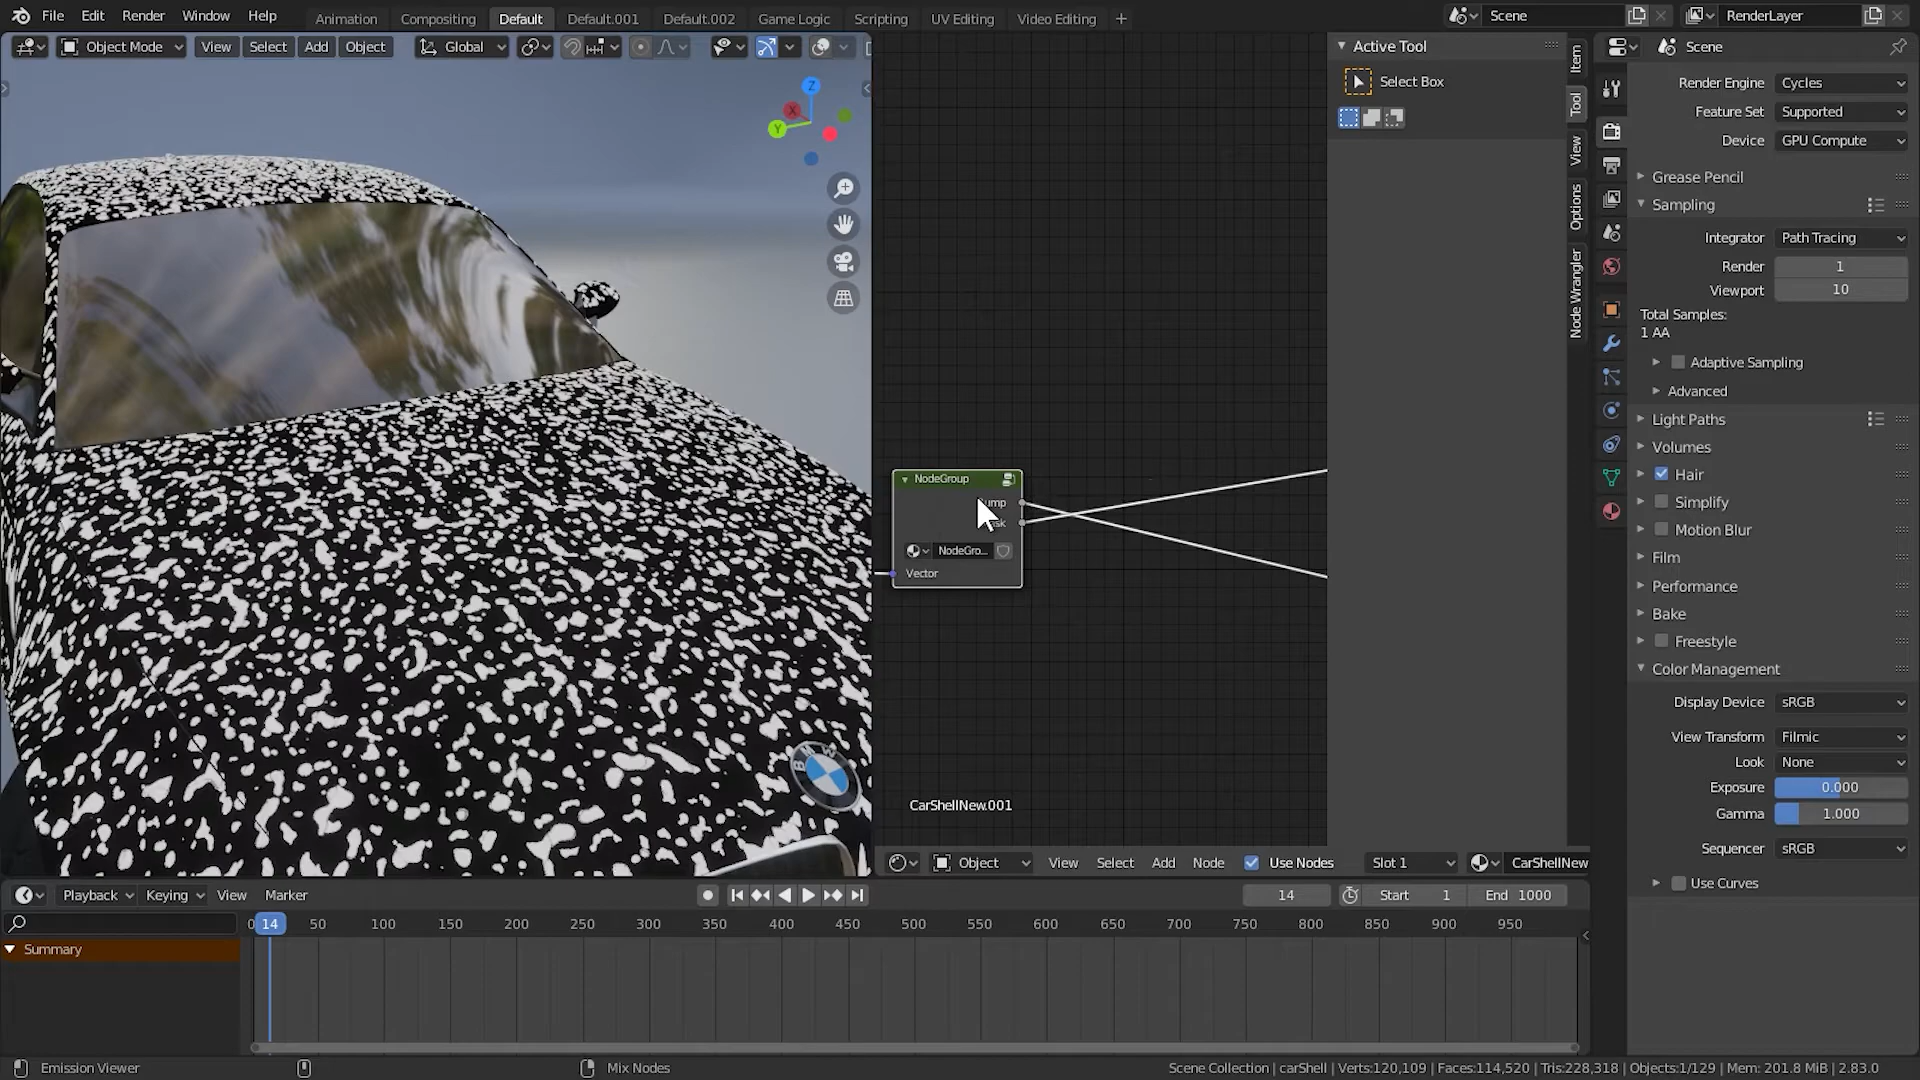 File Edit Render Window Help Animation Compositing Default Default.001 Default.002 Game Logic Scripting UV Editing Video Editing + Scene RenderLayer
Object Mode View Select Add Object Global
Active Tool
Select Box
Item
Tool
View
Options
Node Wrangler
Z
X
Y
NodeGroup
NodeGro...
Vector
BMW
CarShellNew.001
Object View Select Add Node Use Nodes Slot 1 CarShellNew
Scene
Render Engine Cycles
Feature Set Supported
Device GPU Compute
Grease Pencil
Sampling
Integrator Path Tracing
Render 1
Viewport 10
Total Samples:
1 AA
Adaptive Sampling
Advanced
Light Paths
Volumes
Hair
Simplify
Motion Blur
Film
Performance
Bake
Freestyle
Color Management
Display Device sRGB
View Transform Filmic
Look None
Exposure 0.000
Gamma 1.000
Sequencer sRGB
Use Curves
Playback Keying View Marker 14 Start 1 End 1000
0 14 50 100 150 200 250 300 350 400 450 500 550 600 650 700 750 800 850 900 950
Summary
Emission Viewer Mix Nodes Scene Collection | carShell | Verts:120,109 | Faces:114,520 | Tris:228,318 | Objects:1/129 | Mem: 201.8 MiB | 2.83.0